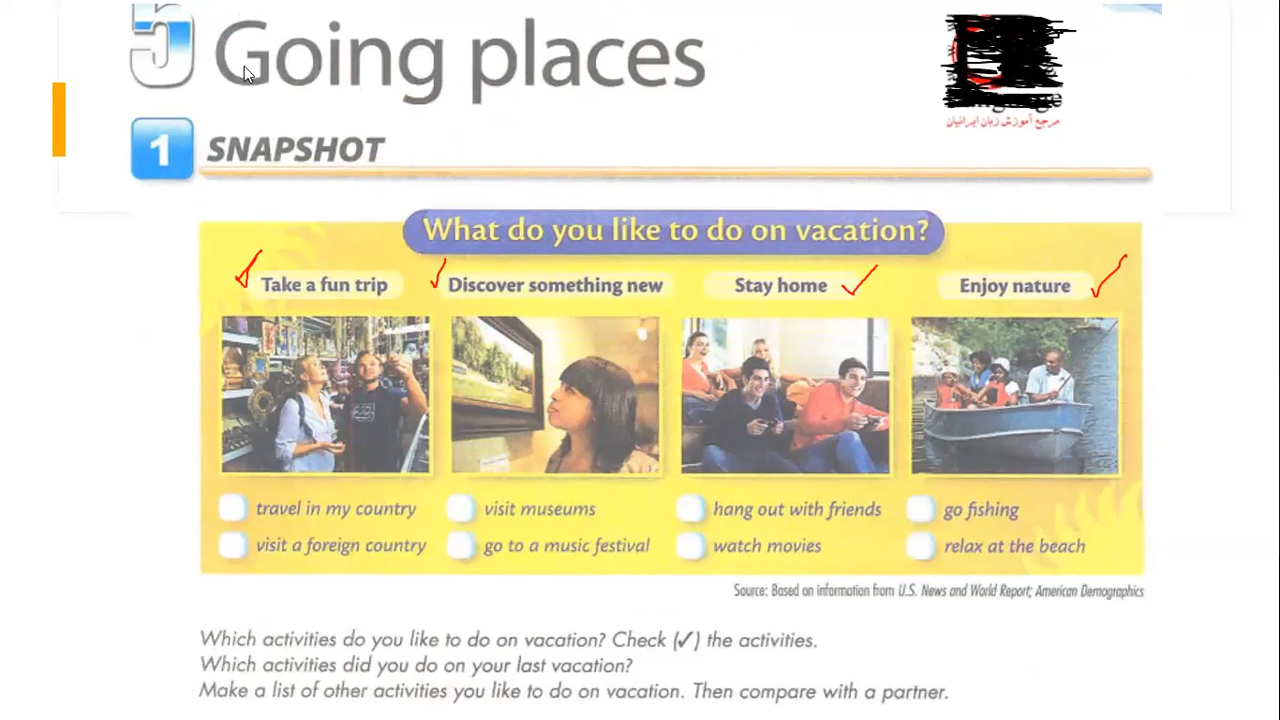 5 Going places
مرجع آموزش زبان ایرانیان
1 SNAPSHOT
What do you like to do on vacation?
Take a fun trip
Discover something new
Stay home
Enjoy nature
travel in my country
visit museums
hang out with friends
go fishing
visit a foreign country
go to a music festival
watch movies
relax at the beach
Source: Based on information from U.S. News and World Report; American Demographics
Which activities do you like to do on vacation? Check (✓) the activities.
Which activities did you do on your last vacation?
Make a list of other activities you like to do on vacation. Then compare with a partner.